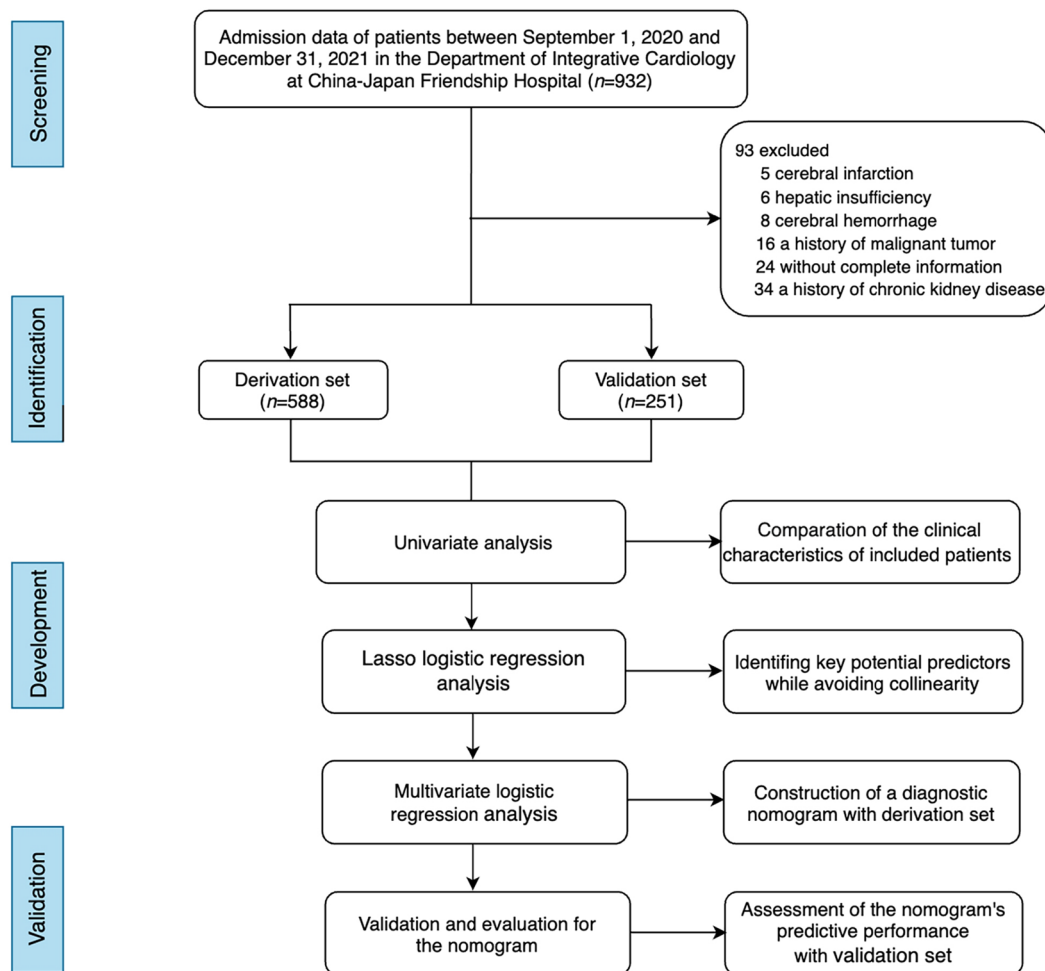 Screening
Admission data of patients between September 1, 2020 and
December 31, 2021 in the Department of Integrative Cardiology
at China-Japan Friendship Hospital (n=932)
93 excluded
5 cerebral infarction
6 hepatic insufficiency
8 cerebral hemorrhage
16 a history of malignant tumor
24 without complete information
34 a history of chronic kidney disease
Identification
Derivation set
(n=588)
Validation set
(n=251)
Development
Univariate analysis
Comparation of the clinical
characteristics of included patients
Lasso logistic regression
analysis
Identifing key potential predictors
while avoiding collinearity
Multivariate logistic
regression analysis
Construction of a diagnostic
nomogram with derivation set
Validation
Validation and evaluation for
the nomogram
Assessment of the nomogram's
predictive performance
with validation set